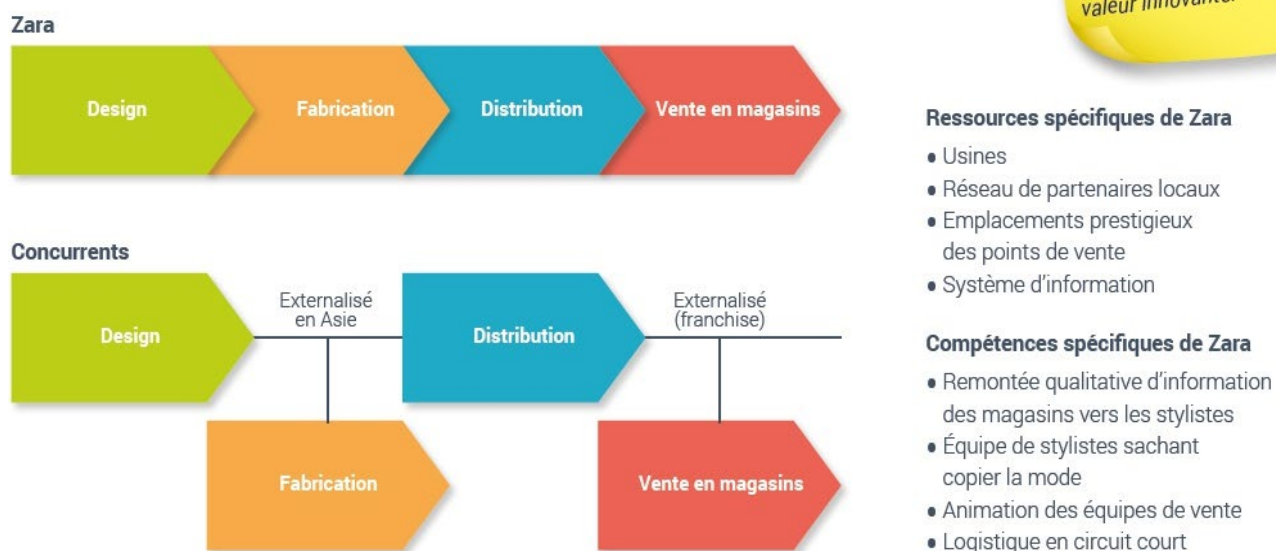 valeur innovante.
Zara
Design
Fabrication
Distribution
Vente en magasins
Concurrents
Design
Externalisé
en Asie
Distribution
Externalisé
(franchise)
Fabrication
Vente en magasins
Ressources spécifiques de Zara
• Usines
• Réseau de partenaires locaux
• Emplacements prestigieux
des points de vente
• Système d'information
Compétences spécifiques de Zara
• Remontée qualitative d'information
des magasins vers les stylistes
• Équipe de stylistes sachant
copier la mode
• Animation des équipes de vente
• Logistique en circuit court